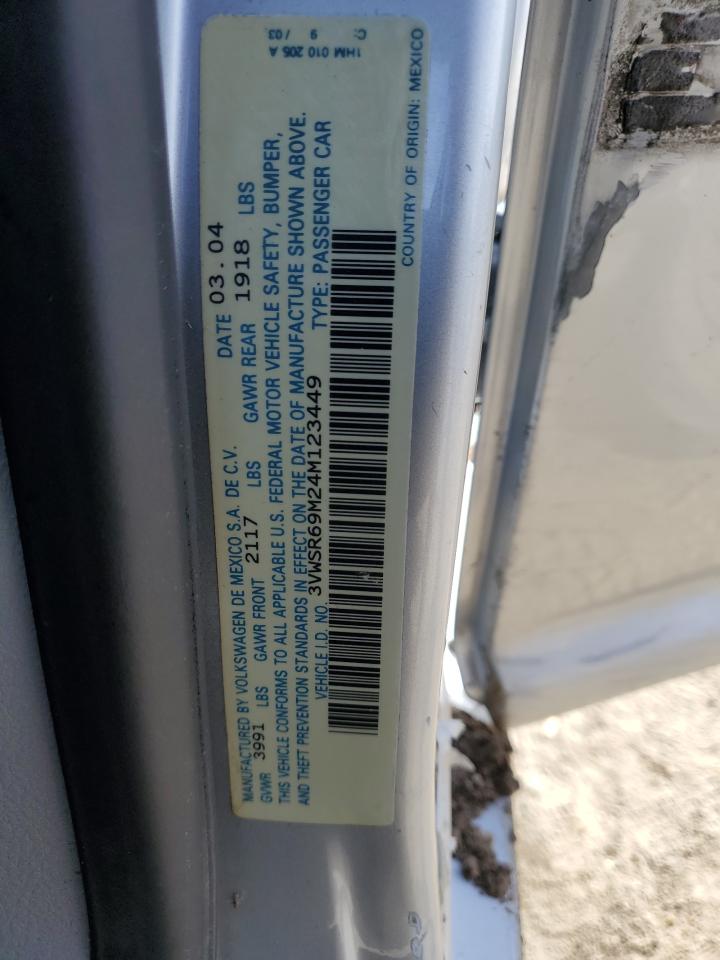 MANUFACTURED BY VOLKSWAGEN DE MEXICO S.A. DE C.V. DATE 03.04
GVWR 3991 LBS GAWR FRONT 2117 LBS GAWR REAR 1918 LBS
THIS VEHICLE CONFORMS TO ALL APPLICABLE U.S. FEDERAL MOTOR VEHICLE SAFETY, BUMPER,
AND THEFT PREVENTION STANDARDS IN EFFECT ON THE DATE OF MANUFACTURE SHOWN ABOVE.
VEHICLE I.D. NO. 3VWSR69M24M123449 TYPE: PASSENGER CAR
COUNTRY OF ORIGIN: MEXICO
1HM 010 205 A
C: 9 / 03